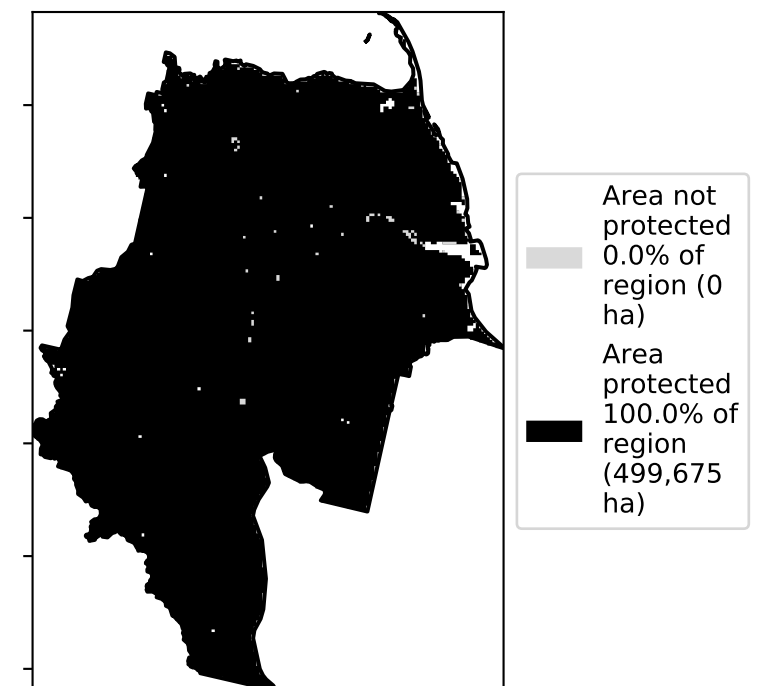 Area not
protected
0.0% of
region (0
ha)
Area
protected
100.0% of
region
(499,675
ha)